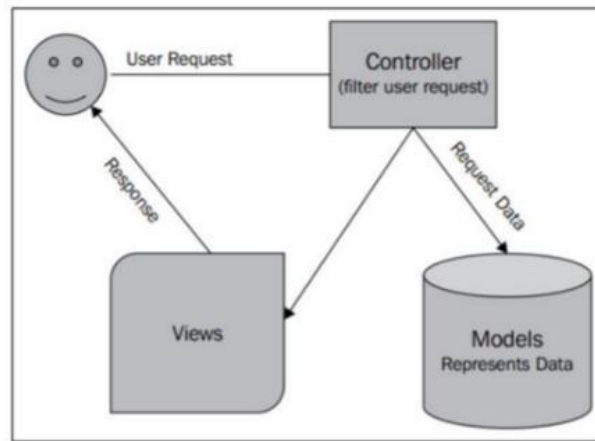 User Request
Controller
(filter user request)
Response
Request Data
Views
Models
Represents Data